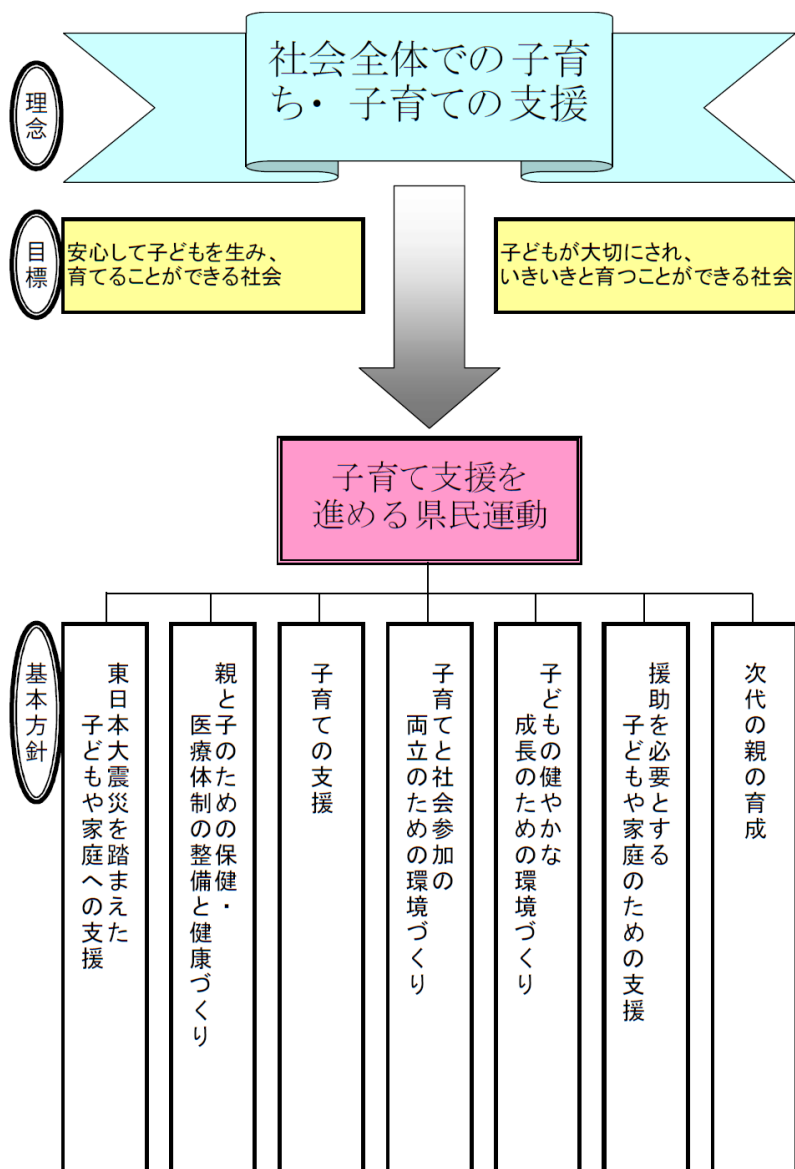 理念
社会全体での子育
ち・子育ての支援
目標
安心して子どもを生み、
育てることができる社会
子どもが大切にされ、
いきいきと育つことができる社会
子育て支援を
進める県民運動
基本方針
東日本大震災を踏まえた
子どもや家庭への支援
親と子のための保健・
医療体制の整備と健康づくり
子育ての支援
子育てと社会参加の
両立のための環境づくり
子どもの健やかな
成長のための環境づくり
援助を必要とする
子どもや家庭のための支援
次代の親の育成